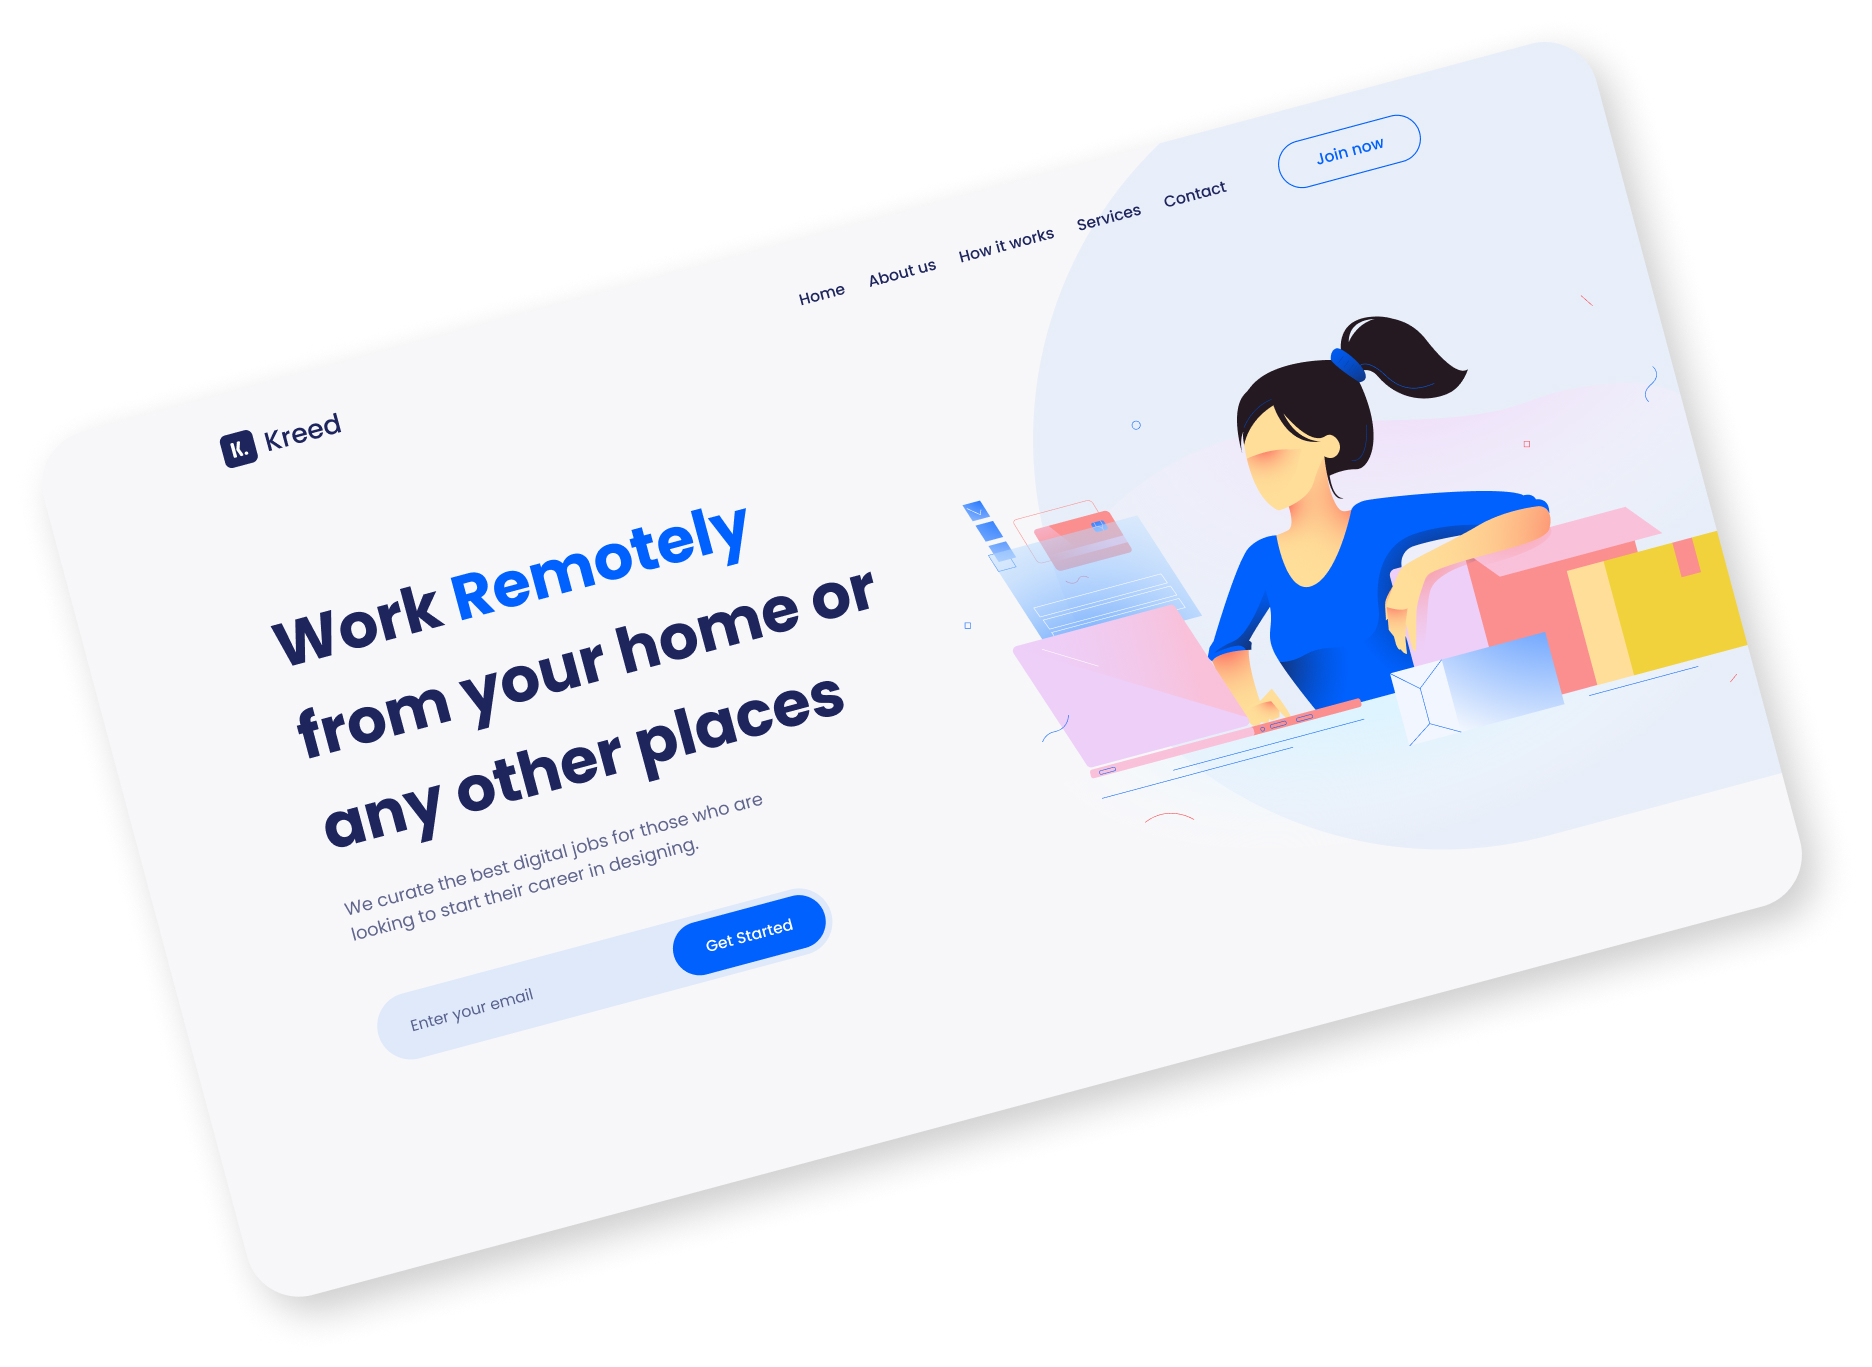 K. Kreed
Home About us How it works Services Contact Join now
Work Remotely
from your home or
any other places
We curate the best digital jobs for those who are
looking to start their career in designing.
Enter your email Get Started